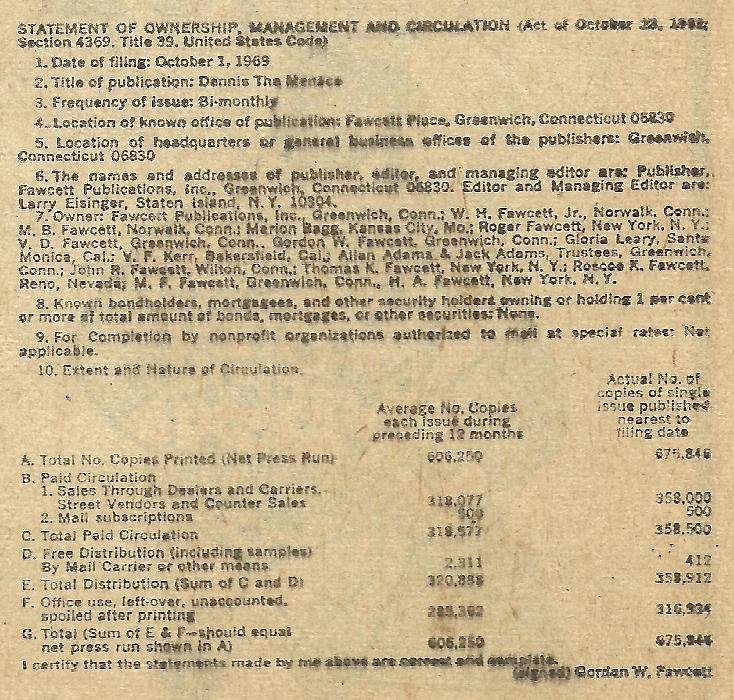 STATEMENT OF OWNERSHIP, MANAGEMENT AND CIRCULATION (Act of October 23, 1962;
Section 4369. Title 39. United States Code)
1. Date of filing: October 1, 1969
2. Title of publication: Dennis The Menace
3. Frequency of issue: Bi-monthly
4. Location of known office of publication: Fawcett Place, Greenwich, Connecticut 06830
5. Location of headquarters or general business offices of the publishers: Greenwich,
Connecticut 06830
6. The names and addresses of publisher, editor, and managing editor are: Publisher,
Fawcett Publications, Inc., Greenwich, Connecticut 06830. Editor and Managing Editor are:
Larry Eisinger, Staten Island, N. Y. 10304.
7. Owner: Fawcett Publications, Inc., Greenwich, Conn.; W. H. Fawcett, Jr., Norwalk, Conn.;
M. B. Fawcett, Norwalk, Conn.; Marion Bagg, Kansas City, Mo.; Roger Fawcett, New York, N. Y.;
V. D. Fawcett, Greenwich, Conn., Gordon W. Fawcett, Greenwich, Conn.; Gloria Leary, Santa
Monica, Cal.; V. F. Kerr, Bakersfield, Cal.; Allan Adams & Jack Adams, Trustees, Greenwich,
Conn.; John R. Fawcett, Wilton, Conn.; Thomas K. Fawcett, New York, N. Y.; Roscoe K. Fawcett,
Reno, Nevada; M. F. Fawcett, Greenwich, Conn., H. A. Fawcett, New York, N. Y.
8. Known bondholders, mortgagees, and other security holders owning or holding 1 per cent
or more of total amount of bonds, mortgages, or other securities: None.
9. For Completion by nonprofit organizations authorized to mail at special rates: Not
applicable.
10. Extent and Nature of Circulation.
Average No. Copies
each issue during
preceding 12 months
Actual No. of
copies of single
issue published
nearest to
filing date
A. Total No. Copies Printed (Net Press Run) 606,250 675,846
B. Paid Circulation
1. Sales Through Dealers and Carriers,
Street Vendors and Counter Sales 318,077 358,000
2. Mail subscriptions 500 500
C. Total Paid Circulation 318,577 358,500
D. Free Distribution (including samples)
By Mail Carrier or other means 2,311 412
E. Total Distribution (Sum of C and D) 320,888 358,912
F. Office use, left-over, unaccounted,
spoiled after printing 285,362 316,934
G. Total (Sum of E & F—should equal
net press run shown in A) 606,250 675,846
I certify that the statements made by me above are correct and complete.
(signed) Gordon W. Fawcett